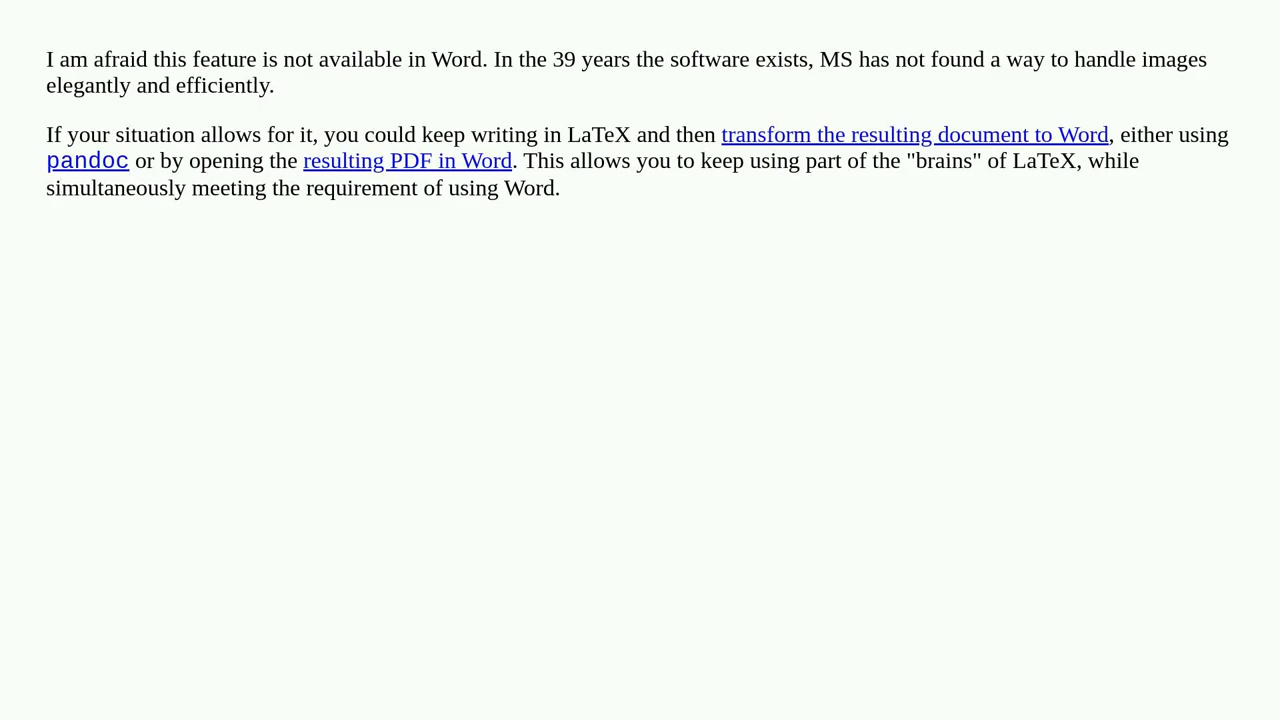 I am afraid this feature is not available in Word. In the 39 years the software exists, MS has not found a way to handle images
elegantly and efficiently.
If your situation allows for it, you could keep writing in LaTeX and then transform the resulting document to Word, either using
pandoc or by opening the resulting PDF in Word. This allows you to keep using part of the "brains" of LaTeX, while
simultaneously meeting the requirement of using Word.